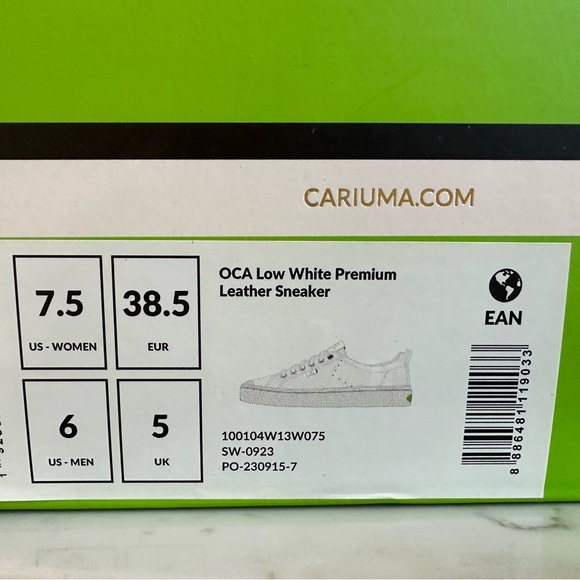 CARIUMA.COM
7.5
US - WOMEN
38.5
EUR
6
US - MEN
5
UK
OCA Low White Premium
Leather Sneaker
100104W13W075
SW-0923
PO-230915-7
EAN
8 886481 119033